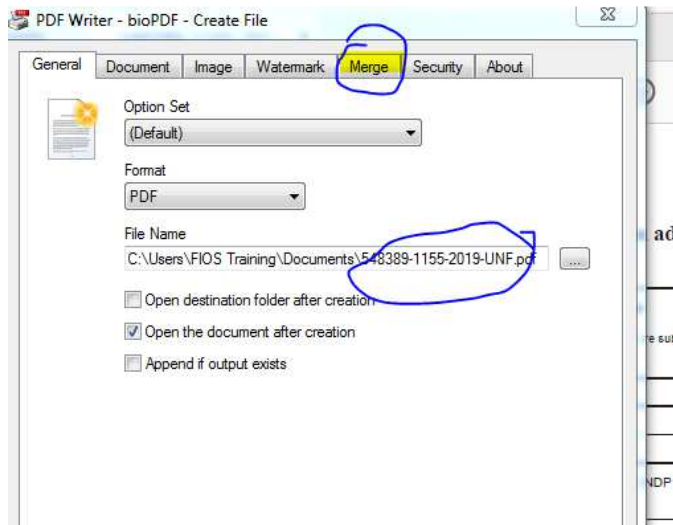 PDF Writer - bioPDF - Create File
General Document Image Watermark Merge Security About
Option Set
(Default)
Format
PDF
File Name
C:\Users\FIOS Training\Documents\548389-1155-2019-UNF.pdf ...
Open destination folder after creation
Open the document after creation
Append if output exists
ad
e su
NDP